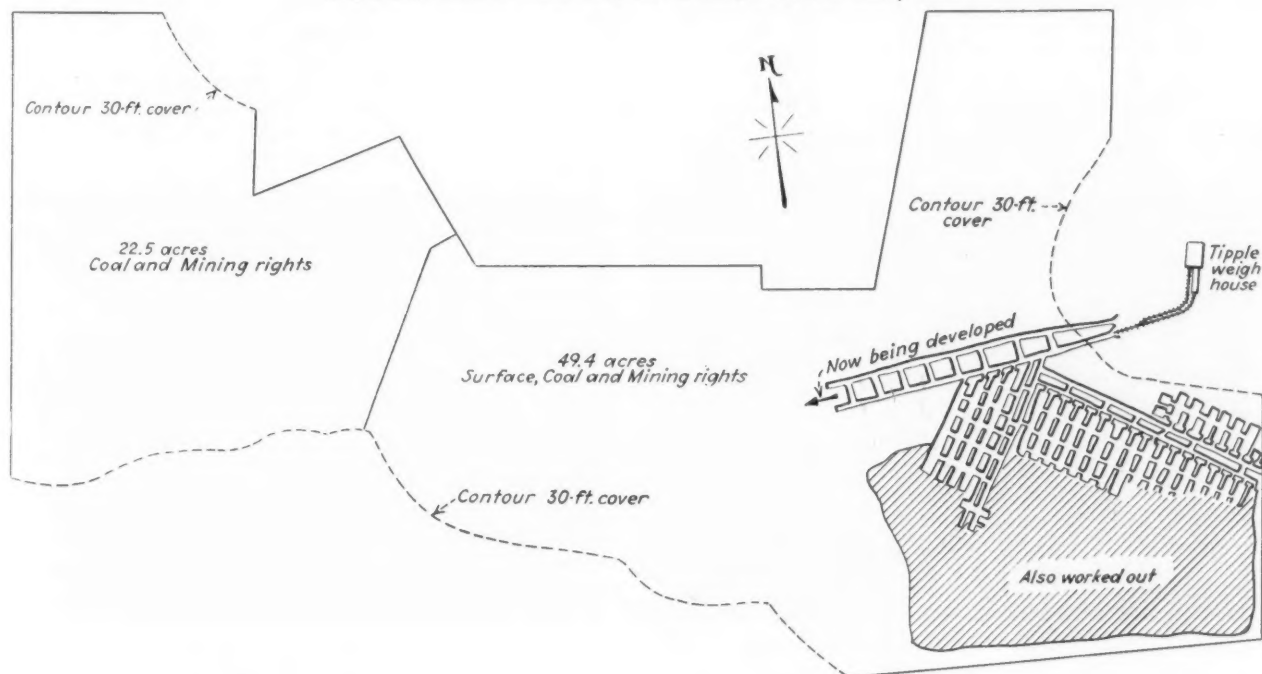 N
Contour 30-ft. cover
Contour 30-ft.
cover
22.5 acres
Coal and Mining rights
Tipple
weigh
house
Now being developed
49.4 acres
Surface, Coal and Mining rights
Contour 30-ft. cover
Also worked out